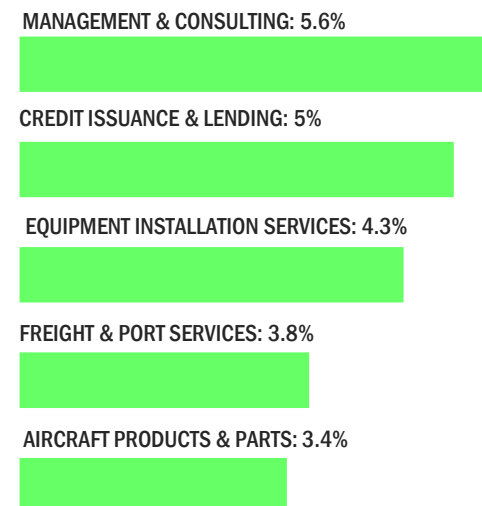 MANAGEMENT & CONSULTING: 5.6%
CREDIT ISSUANCE & LENDING: 5%
EQUIPMENT INSTALLATION SERVICES: 4.3%
FREIGHT & PORT SERVICES: 3.8%
AIRCRAFT PRODUCTS & PARTS: 3.4%